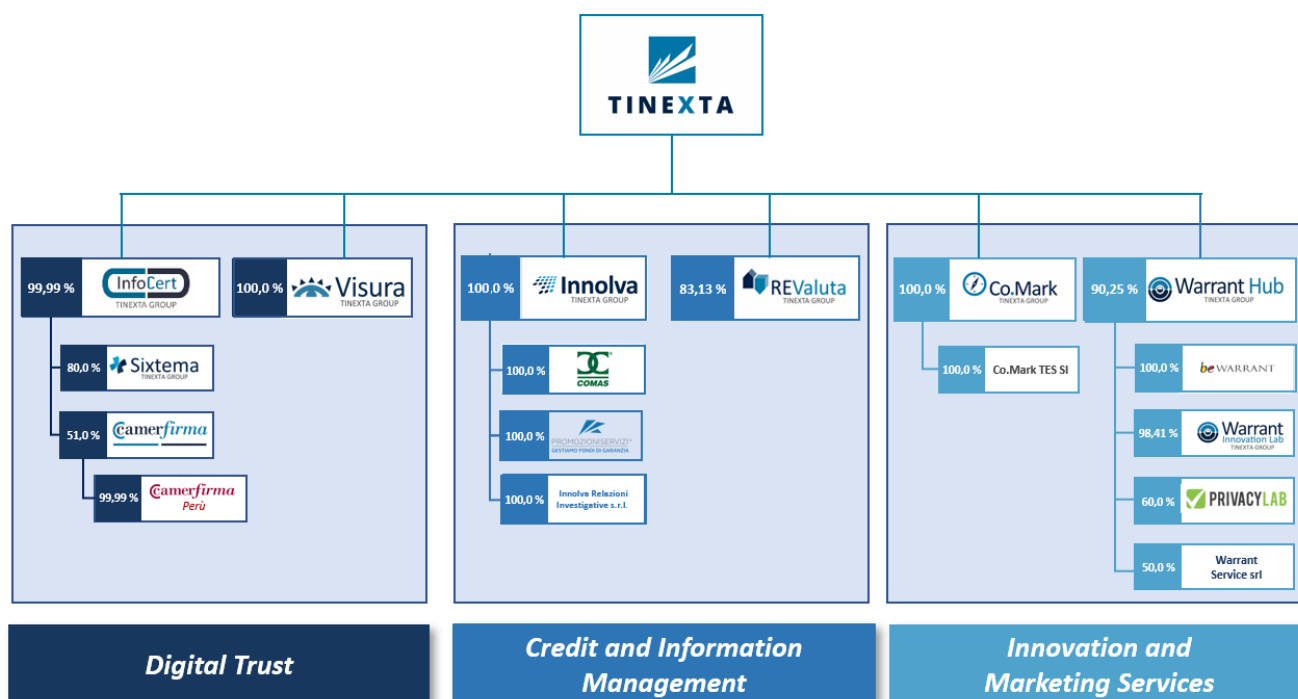 TINEXTA
99,99 %
InfoCert
TINEXTA GROUP
100,0 %
Visura
TINEXTA GROUP
80,0 %
Sixtema
TINEXTA GROUP
51,0 %
Camerfirma
99,99 %
Camerfirma
Perù
100,0 %
Innolva
TINEXTA GROUP
83,13 %
REValuta
TINEXTA GROUP
100,0 %
COMAS
100,0 %
PROMOZIONISERVIZI
GESTIAMO FONDI DI GARANZIA
100,0 %
Innolva Relazioni
Investigative s.r.l.
100,0 %
Co.Mark
TINEXTA GROUP
90,25 %
Warrant Hub
TINEXTA GROUP
100,0 %
Co.Mark TES Sl
100,0 %
beWARRANT
98,41 %
Warrant
Innovation Lab
TINEXTA GROUP
60,0 %
PRIVACYLAB
50,0 %
Warrant
Service srl
Digital Trust
Credit and Information
Management
Innovation and
Marketing Services